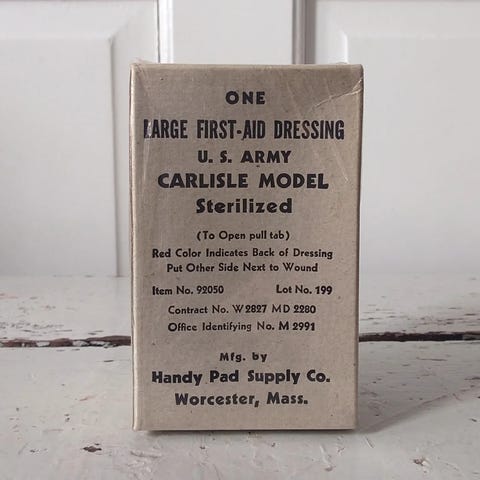 ONE
LARGE FIRST-AID DRESSING
U. S. ARMY
CARLISLE MODEL
Sterilized
(To Open pull tab)
Red Color Indicates Back of Dressing
Put Other Side Next to Wound
Item No. 92050 Lot No. 199
Contract No. W 2827 MD 2280
Office Identifying No. M 2991
Mfg. by
Handy Pad Supply Co.
Worcester, Mass.